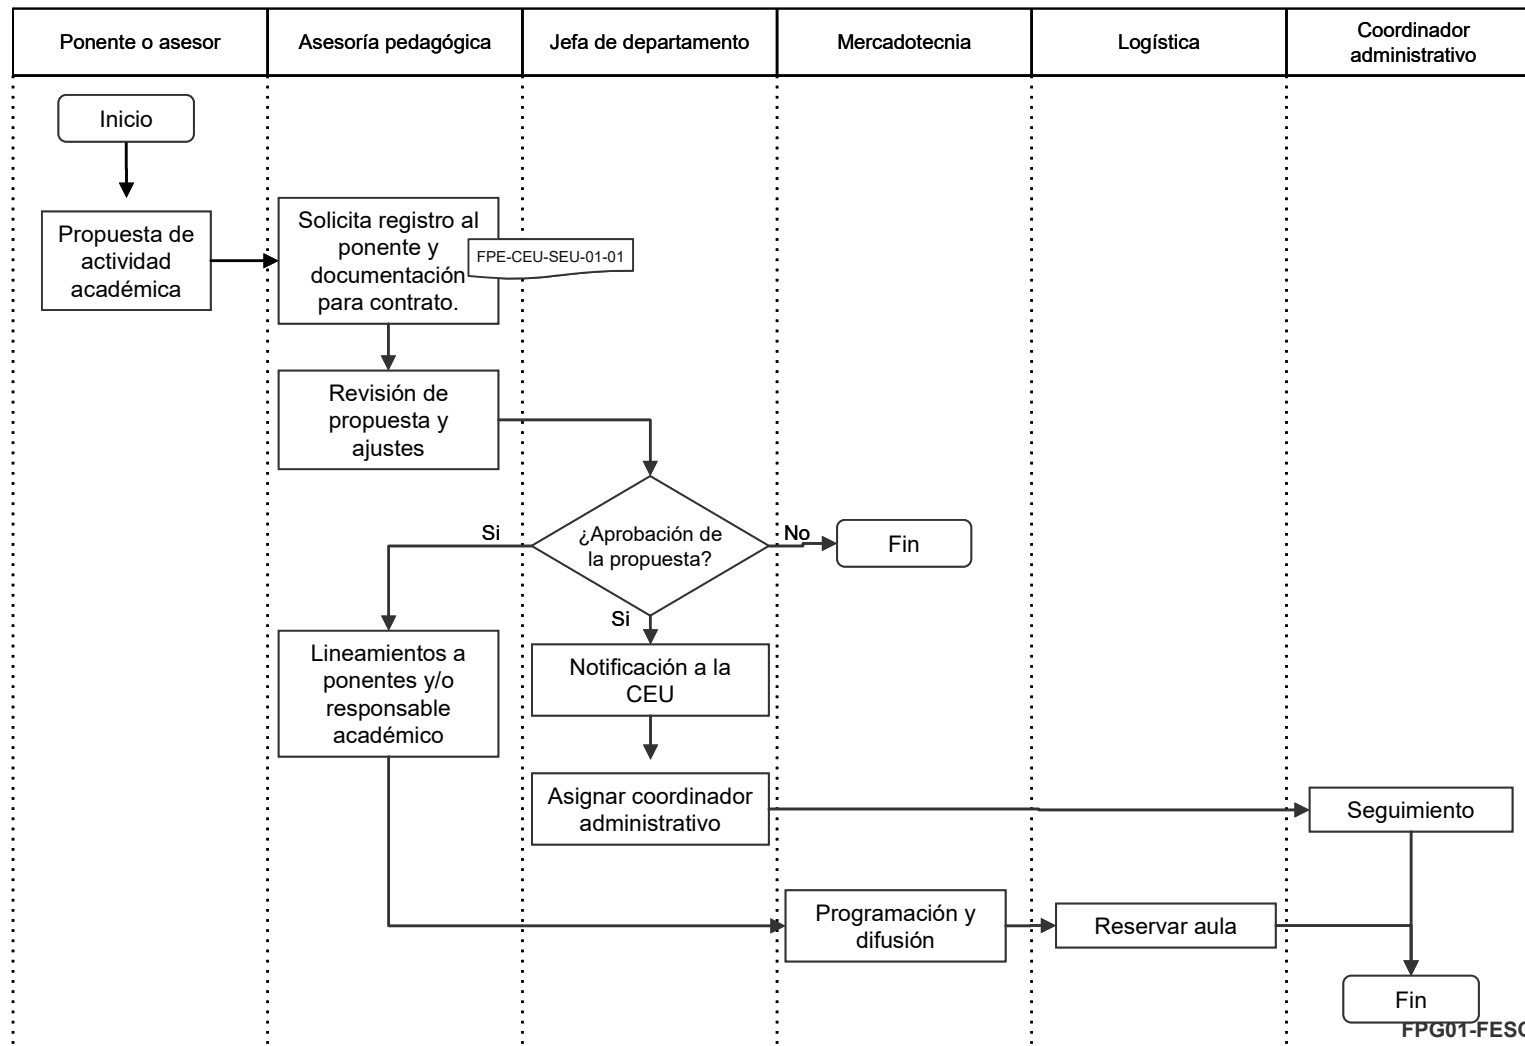 Ponente o asesor
Asesoría pedagógica
Jefa de departamento
Mercadotecnia
Logística
Coordinador
administrativo
Inicio
Propuesta de
actividad
académica
Solicita registro al
ponente y
documentación
para contrato.
FPE-CEU-SEU-01-01
Revisión de
propuesta y
ajustes
¿Aprobación de
la propuesta?
Si
No
Fin
Si
Lineamientos a
ponentes y/o
responsable
académico
Notificación a la
CEU
Asignar coordinador
administrativo
Seguimiento
Programación y
difusión
Reservar aula
Fin
FPG01-FESC